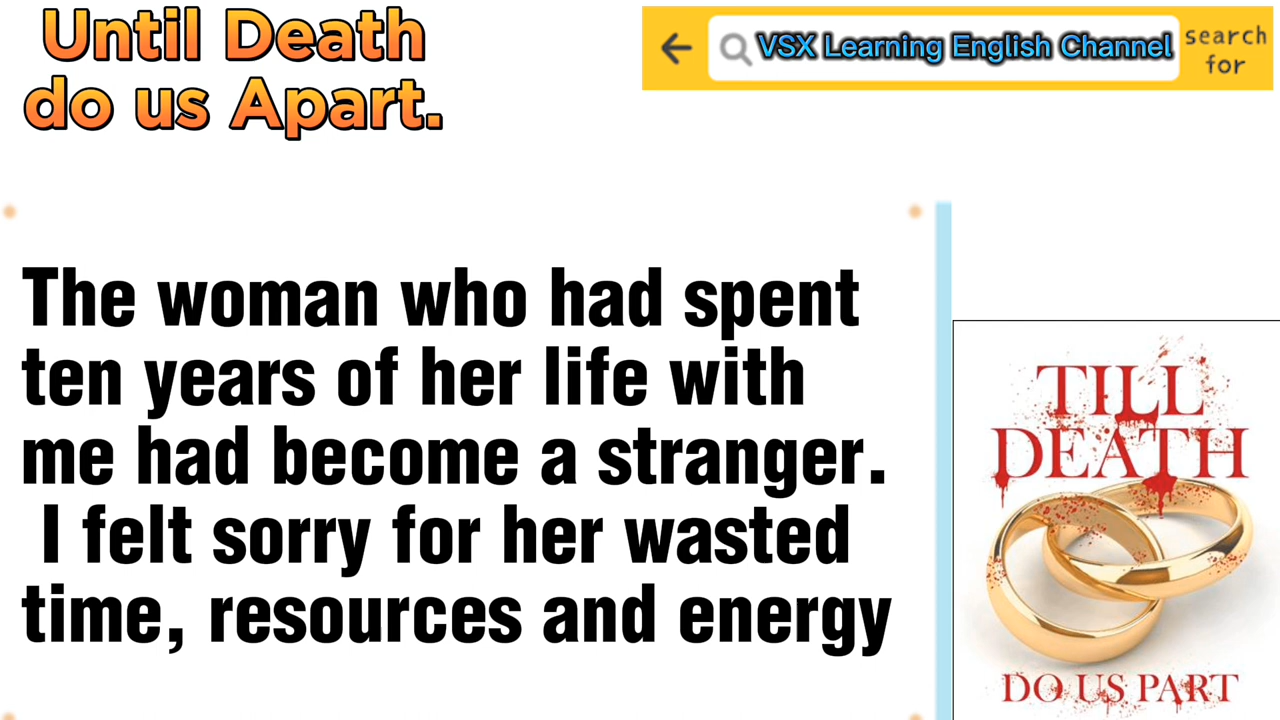 Until Death
do us Apart.
VSX Learning English Channel
search
for
The woman who had spent
ten years of her life with
me had become a stranger.
I felt sorry for her wasted
time, resources and energy
TILL
DEATH
DO US PART